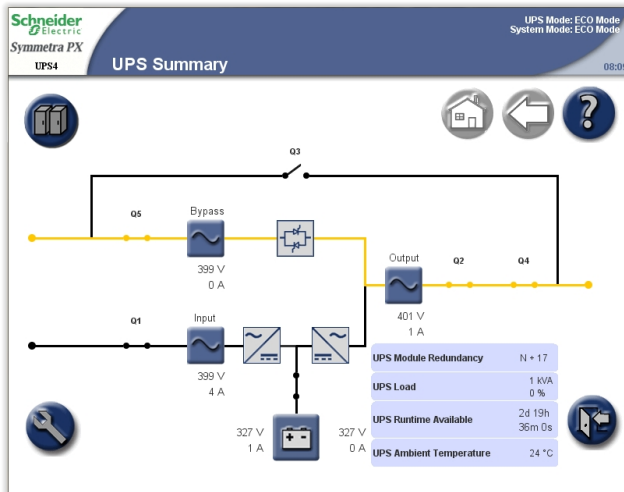 Schneider
Electric
Symmetra PX
UPS4
UPS Summary
UPS Mode: ECO Mode
System Mode: ECO Mode
08:09
Q3
Q5
Bypass
399 V
0 A
Output
401 V
1 A
Q2
Q4
Q1
Input
399 V
4 A
327 V
1 A
327 V
0 A
UPS Module Redundancy N + 17
UPS Load 1 kVA
0 %
UPS Runtime Available 2d 19h
36m 0s
UPS Ambient Temperature 24 °C